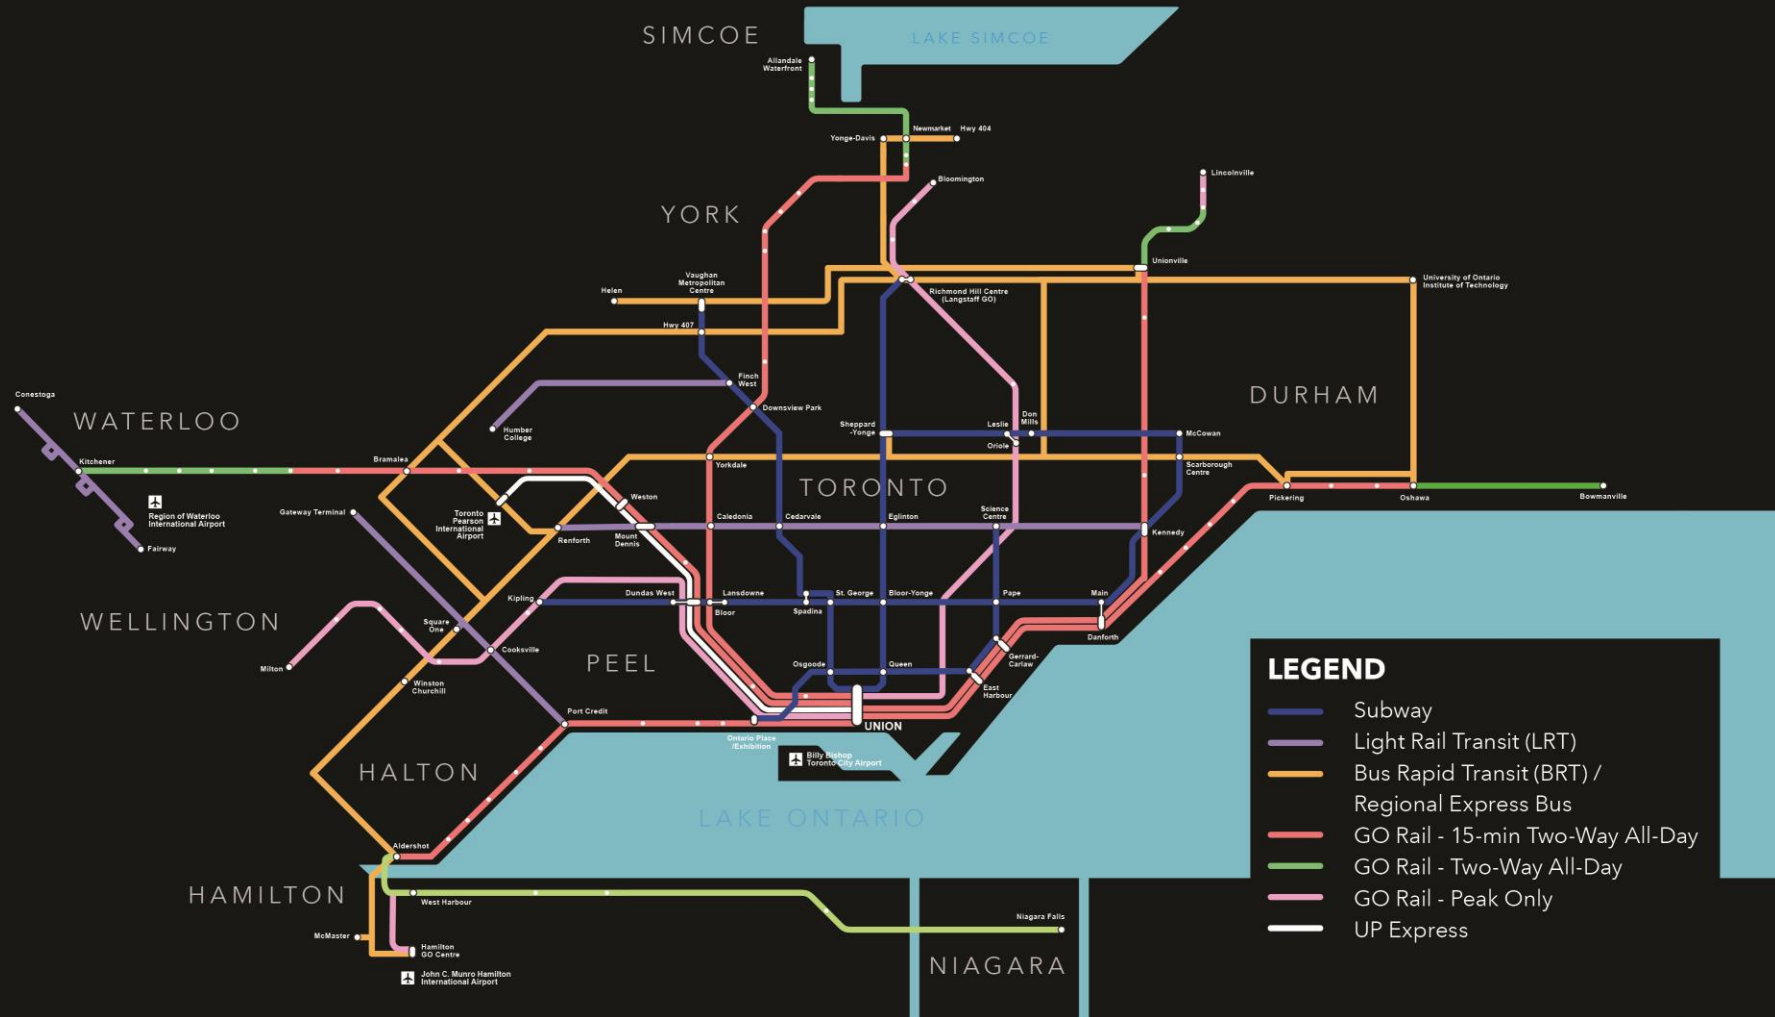 SIMCOE
LAKE SIMCOE
Allandale
Waterfront
Yonge-Davis
Newmarket
Hwy 404
Bloomington
Lincolnville
YORK
Vaughan
Metropolitan
Centre
Helen
Hwy 407
Richmond Hill Centre
(Langstaff GO)
Unionville
University of Ontario
Institute of Technology
Finch
West
Downsview Park
Humber
College
DURHAM
Conestoga
WATERLOO
Kitchener
Bramalea
Sheppard
-Yonge
Leslie
Don
Mills
Oriole
McCowan
Yorkdale
Scarborough
Centre
TORONTO
Pickering
Oshawa
Bowmanville
Region of Waterloo
International Airport
Gateway Terminal
Toronto
Pearson
International
Airport
Weston
Renforth
Mount
Dennis
Caledonia
Cedarvale
Eglinton
Science
Centre
Kennedy
Fairway
Kipling
Dundas West
Lansdowne
Bloor
Spadina
St. George
Bloor-Yonge
Pape
Main
Danforth
WELLINGTON
Square
One
Cooksville
Milton
PEEL
Osgoode
Queen
Gerrard-
Carlaw
East
Harbour
Winston
Churchill
Port Credit
UNION
Ontario Place
/Exhibition
Billy Bishop
Toronto City Airport
HALTON
LAKE ONTARIO
Aldershot
HAMILTON
West Harbour
McMaster
Hamilton
GO Centre
John C. Munro Hamilton
International Airport
Niagara Falls
NIAGARA
LEGEND
Subway
Light Rail Transit (LRT)
Bus Rapid Transit (BRT) /
Regional Express Bus
GO Rail - 15-min Two-Way All-Day
GO Rail - Two-Way All-Day
GO Rail - Peak Only
UP Express